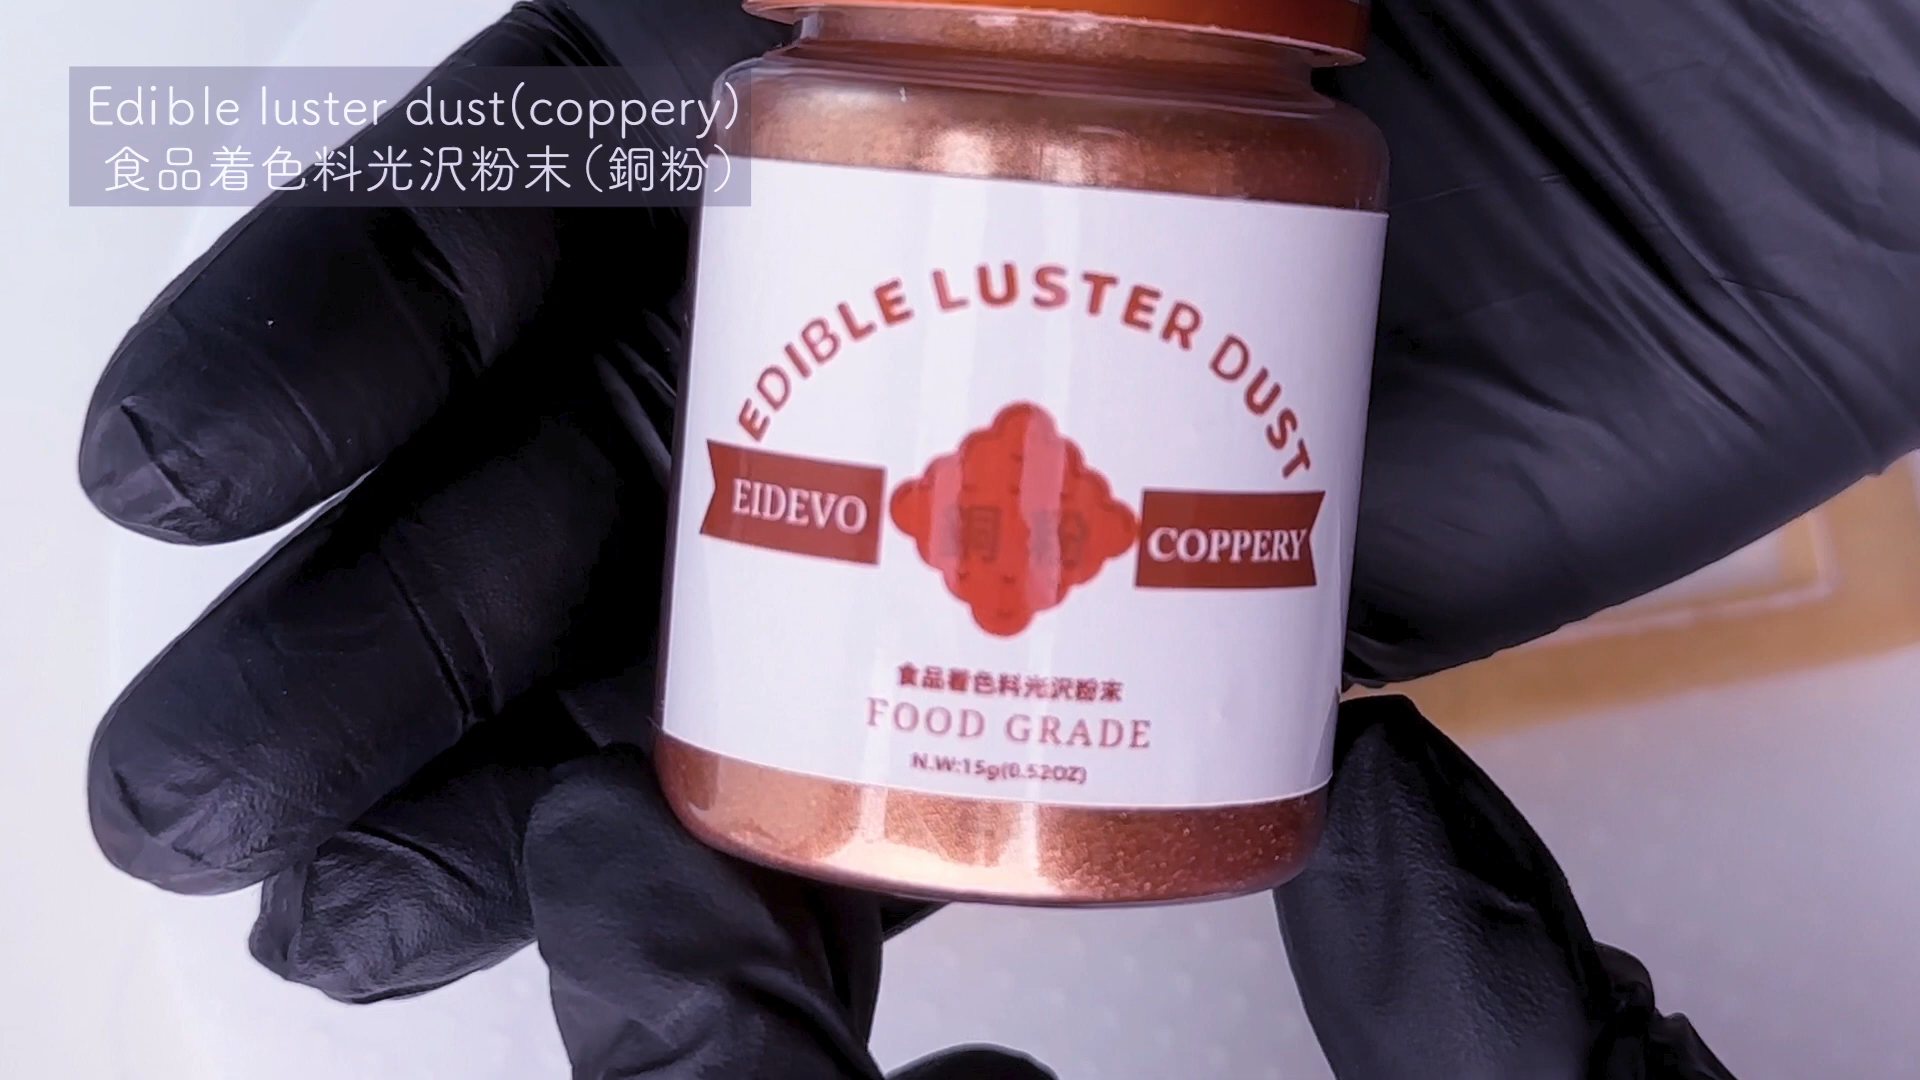 Edible luster dust(coppery)
食品着色料光沢粉末(銅粉)
EDIBLE LUSTER DUST
EIDEVO
銅粉
COPPERY
食品着色料光沢粉末
FOOD GRADE
N.W:15g(0.52OZ)